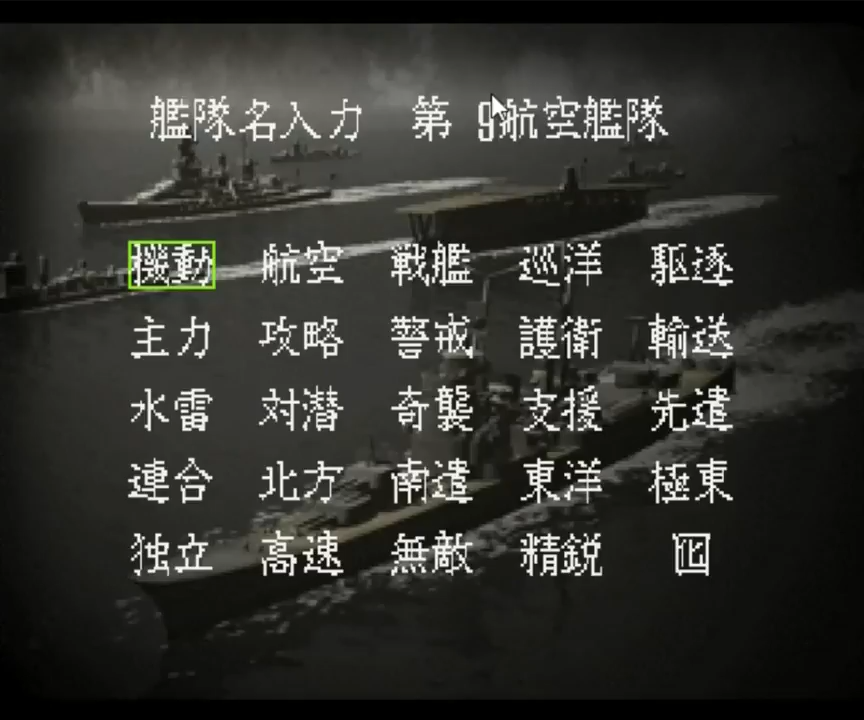 艦隊名入力 第 9航空艦隊
機動 航空 戦艦 巡洋 駆逐
主力 攻略 警戒 護衛 輸送
水雷 対潜 奇襲 支援 先遣
連合 北方 南遣 東洋 極東
独立 高速 無敵 精鋭